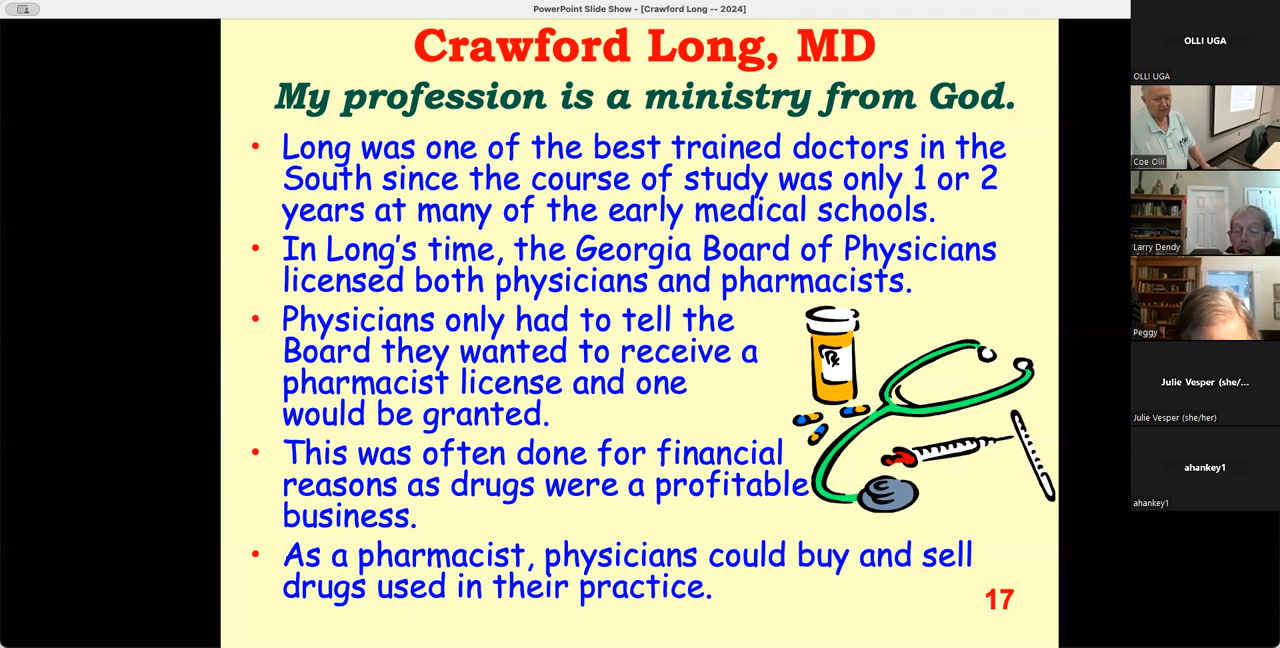 PowerPoint Slide Show - [Crawford Long -- 2024]
Crawford Long, MD
My profession is a ministry from God.
• Long was one of the best trained doctors in the
South since the course of study was only 1 or 2
years at many of the early medical schools.
• In Long's time, the Georgia Board of Physicians
licensed both physicians and pharmacists.
• Physicians only had to tell the
Board they wanted to receive a
pharmacist license and one
would be granted.
• This was often done for financial
reasons as drugs were a profitable
business.
• As a pharmacist, physicians could buy and sell
drugs used in their practice.
17
Rx
OLLI UGA
OLLI UGA
Coe Olli
Larry Dendy
Peggy
Julie Vesper (she/...
Julie Vesper (she/her)
ahankey1
ahankey1